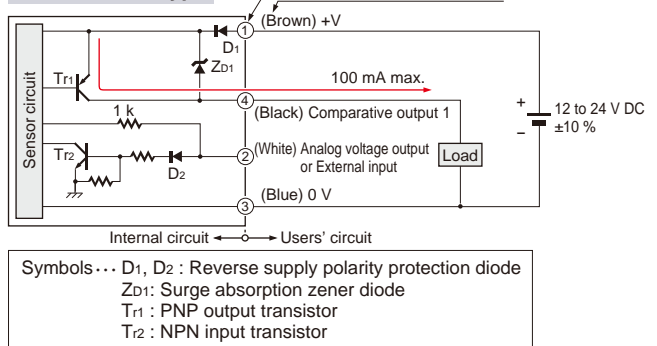 (Brown) +V
1
D1
ZD1
Tr1
100 mA max.
4
(Black) Comparative output 1
1 k
Sensor circuit
Tr2
D2
2
(White) Analog voltage output
or External input
Load
+
−
12 to 24 V DC
±10 %
3
(Blue) 0 V
Internal circuit
Users' circuit
Symbols ··· D1, D2 : Reverse supply polarity protection diode
ZD1: Surge absorption zener diode
Tr1 : PNP output transistor
Tr2 : NPN input transistor